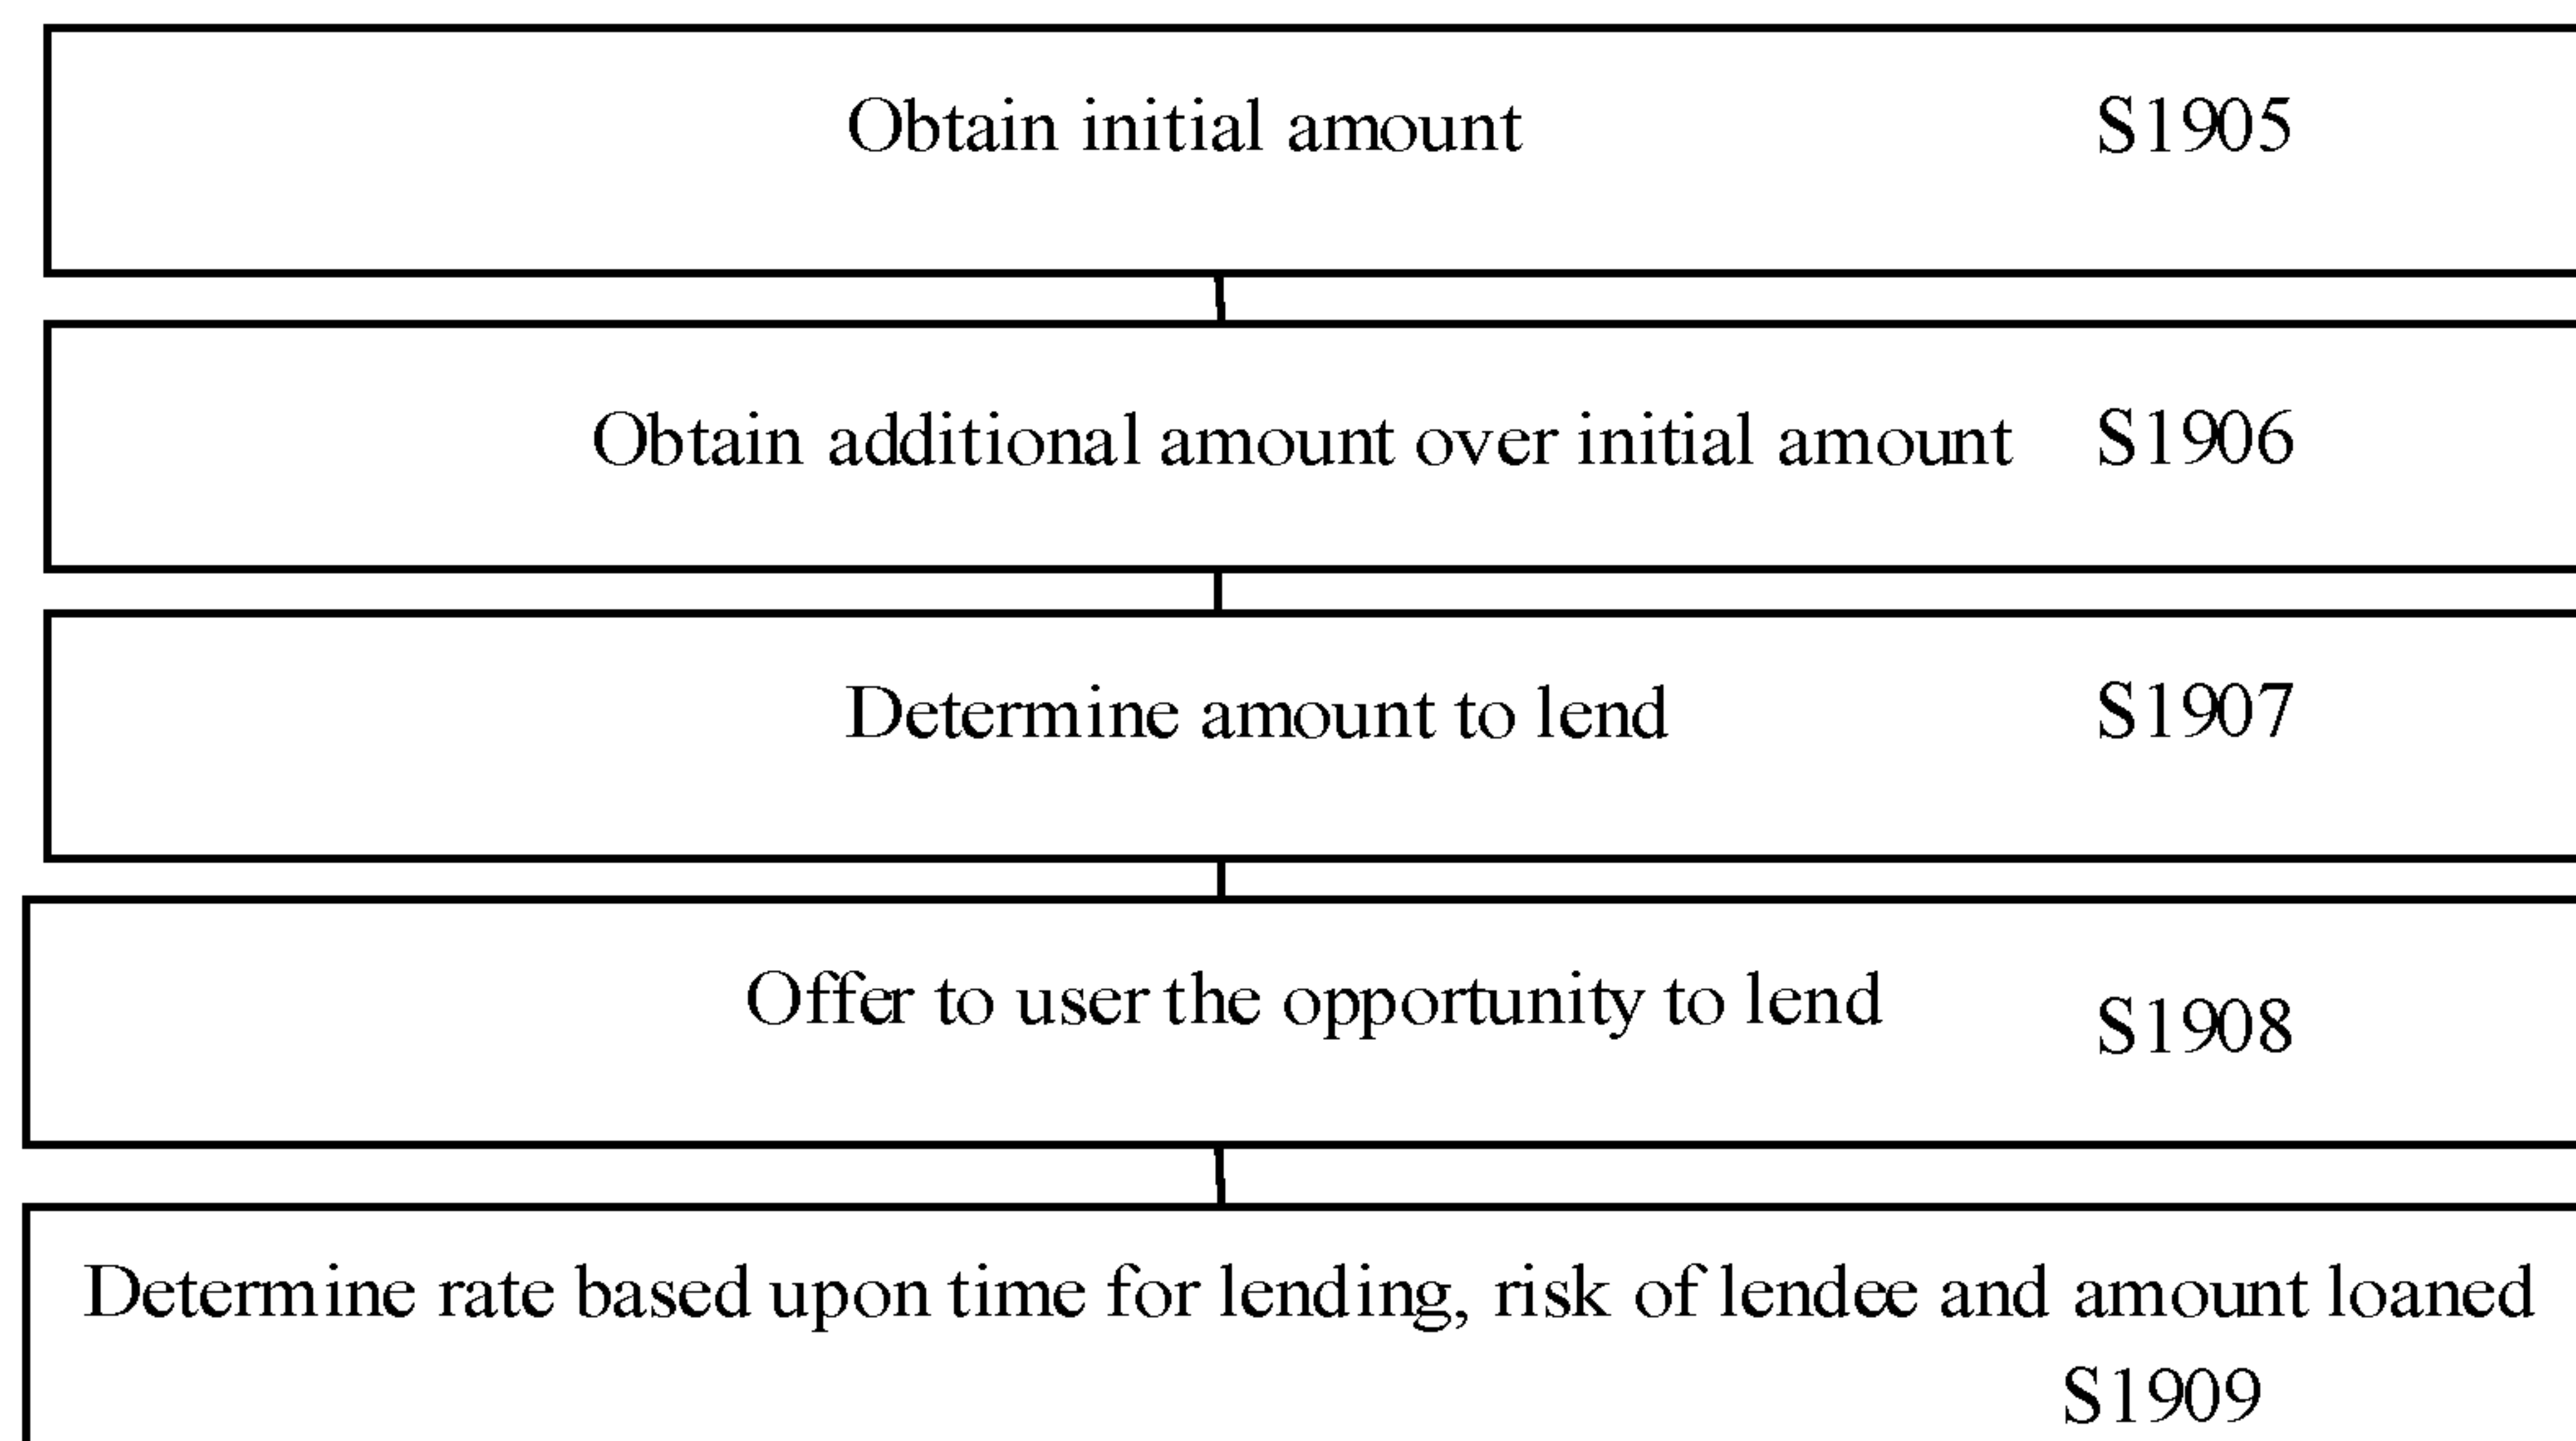 Obtain initial amount S1905
Obtain additional amount over initial amount S1906
Determine amount to lend S1907
Offer to user the opportunity to lend S1908
Determine rate based upon time for lending, risk of lendee and amount loaned
S1909